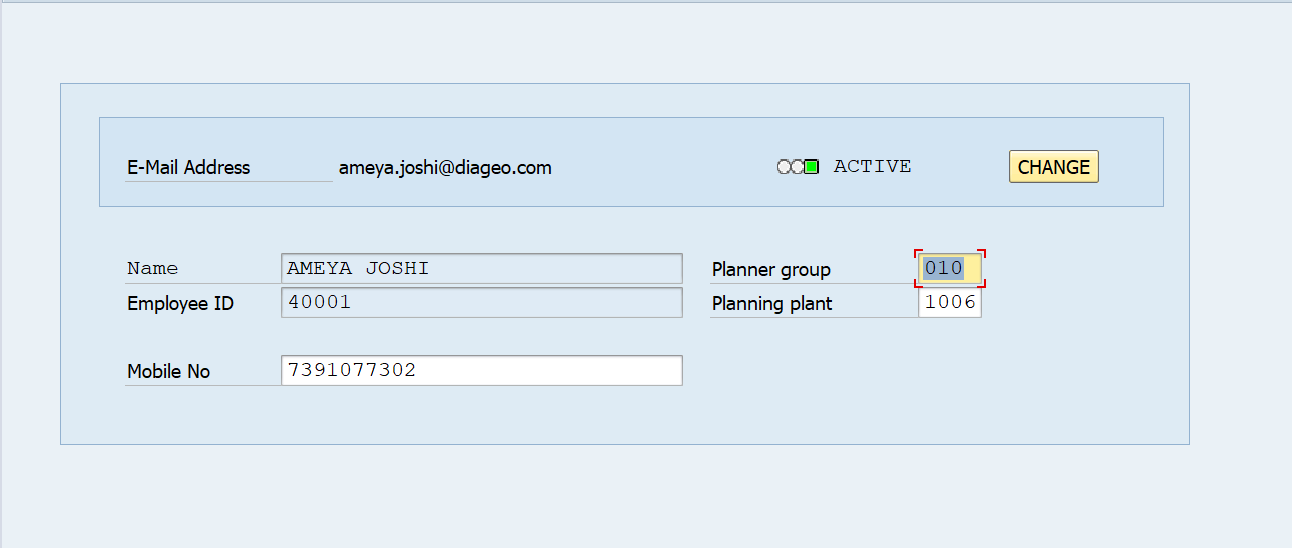 E-Mail Address ameya.joshi@diageo.com ACTIVE CHANGE
Name AMEYA JOSHI Planner group 010
Employee ID 40001 Planning plant 1006
Mobile No 7391077302